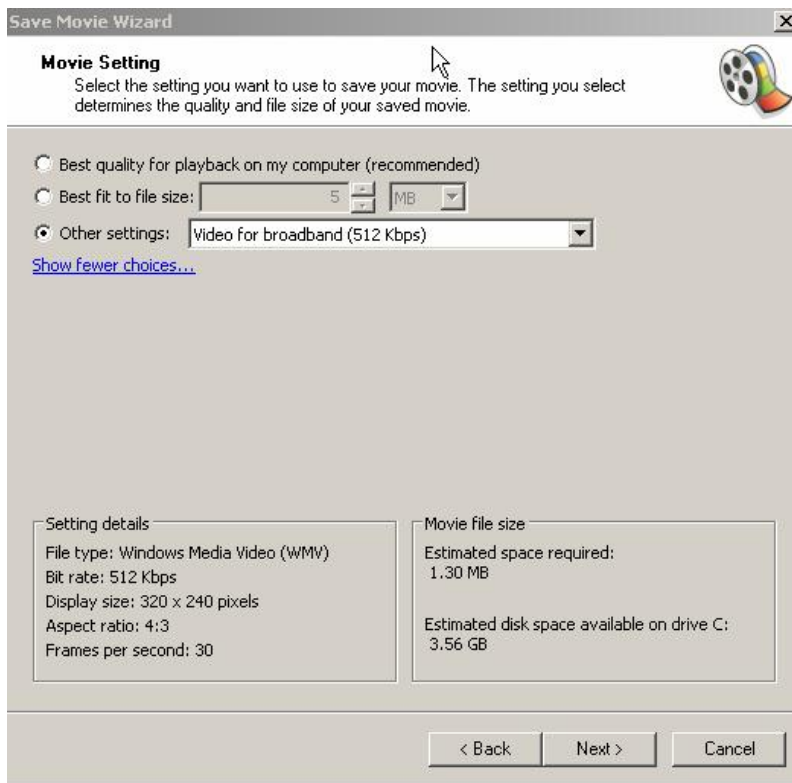 Save Movie Wizard
Movie Setting
Select the setting you want to use to save your movie. The setting you select
determines the quality and file size of your saved movie.
Best quality for playback on my computer (recommended)
Best fit to file size: 5 MB
Other settings: Video for broadband (512 Kbps)
Show fewer choices...
Setting details
File type: Windows Media Video (WMV)
Bit rate: 512 Kbps
Display size: 320 x 240 pixels
Aspect ratio: 4:3
Frames per second: 30
Movie file size
Estimated space required:
1.30 MB
Estimated disk space available on drive C:
3.56 GB
< Back Next > Cancel